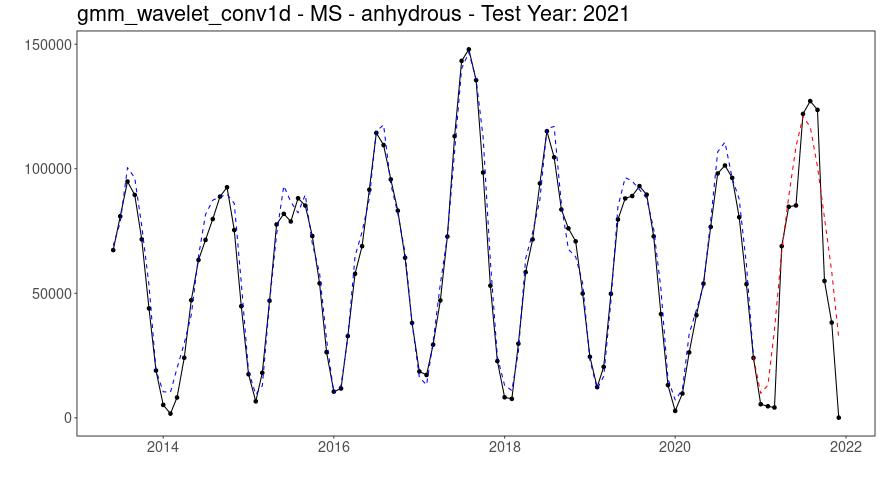 gmm_wavelet_conv1d - MS - anhydrous - Test Year: 2021
150000
100000
50000
0
2014 2016 2018 2020 2022